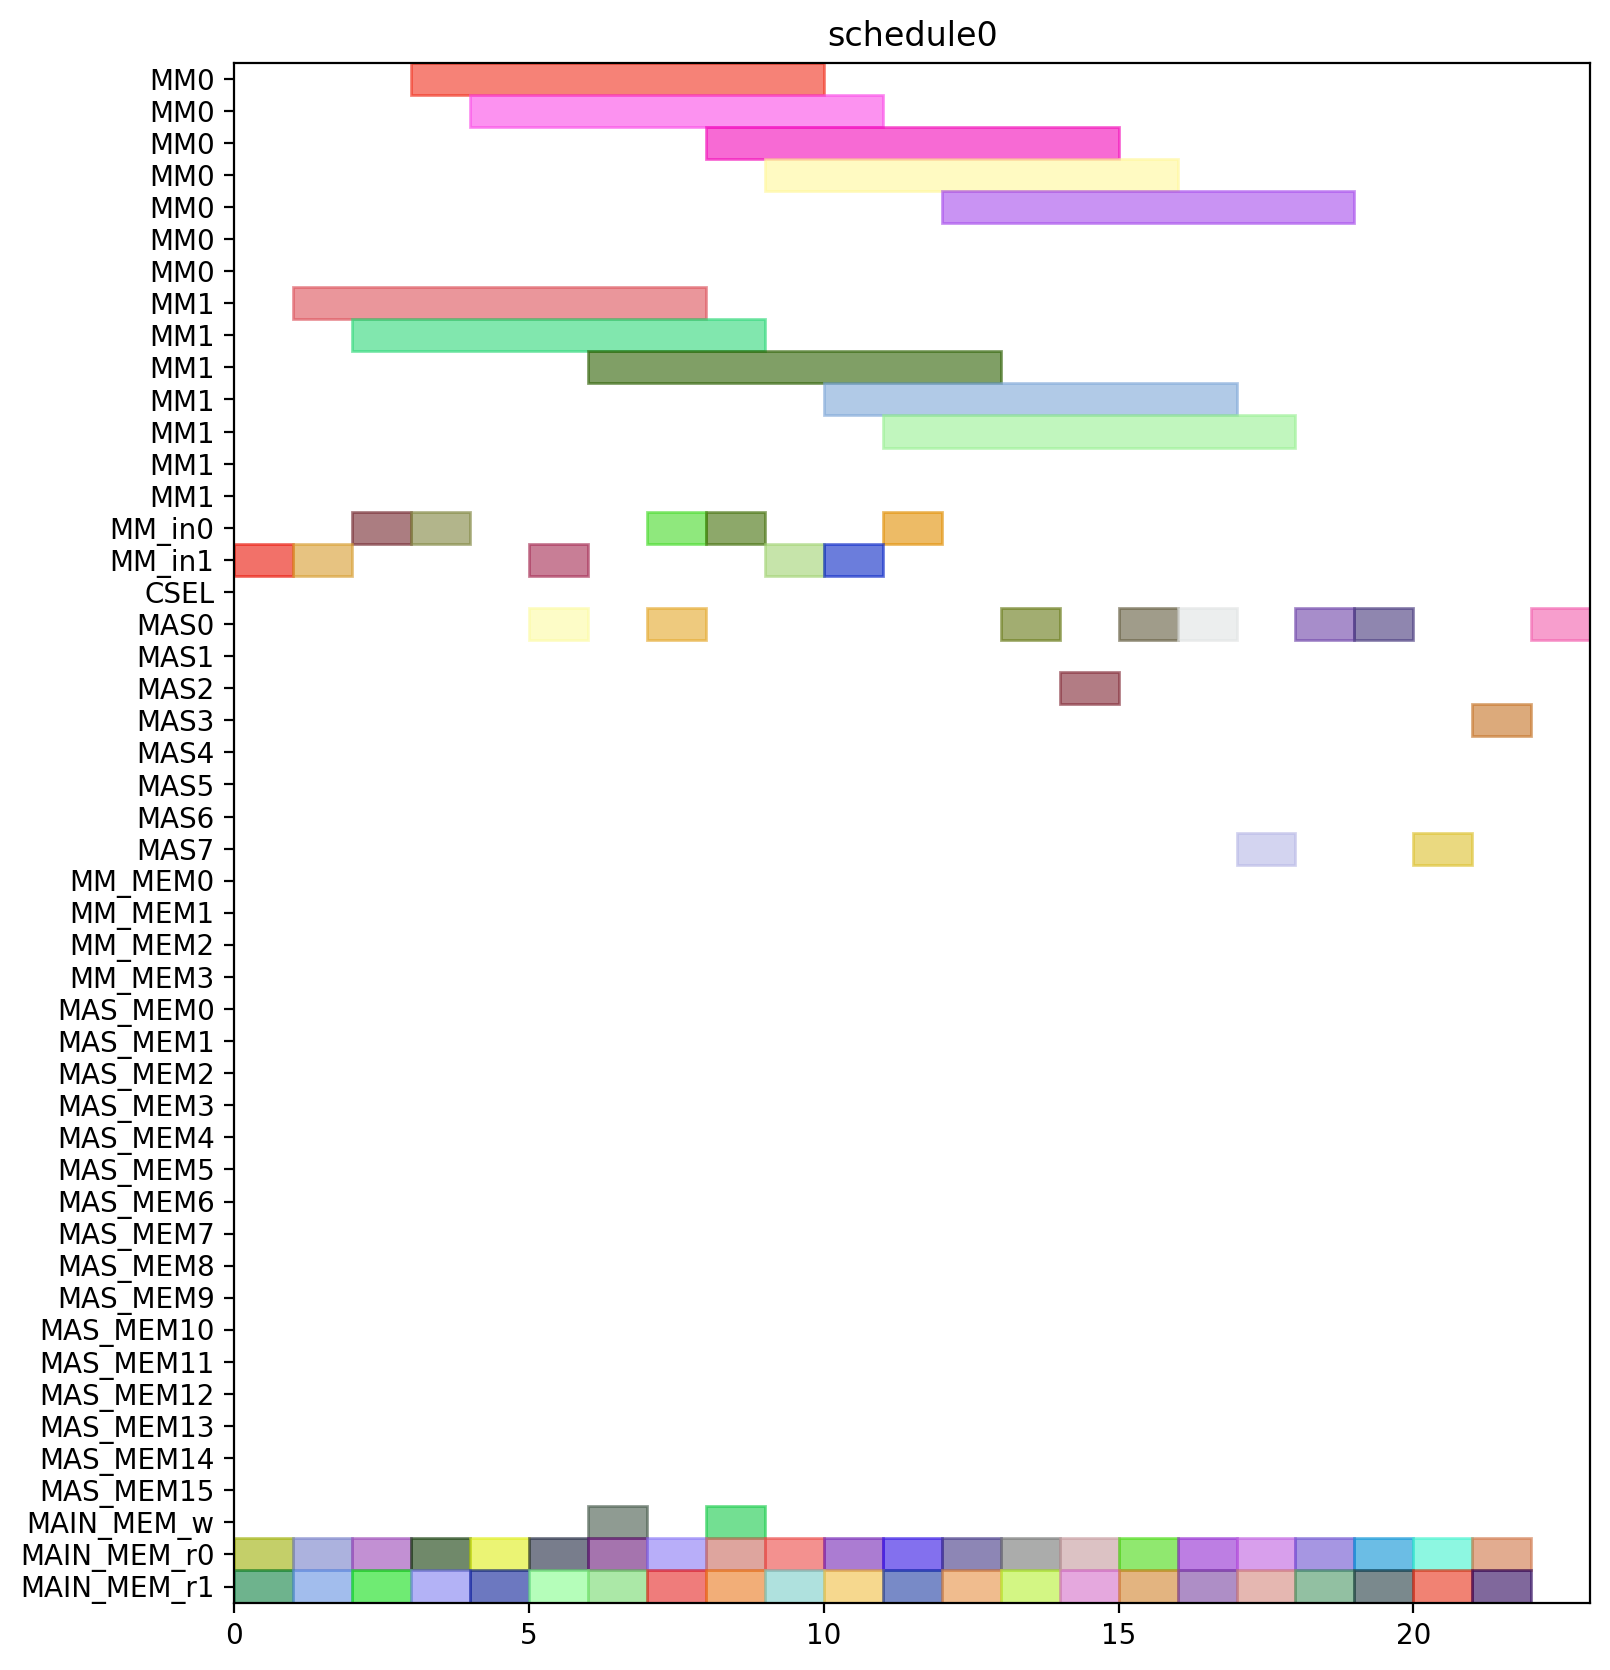 schedule0
MM0
MM0
MM0
MM0
MM0
MM0
MM0
MM1
MM1
MM1
MM1
MM1
MM1
MM1
MM_in0
MM_in1
CSEL
MAS0
MAS1
MAS2
MAS3
MAS4
MAS5
MAS6
MAS7
MM_MEM0
MM_MEM1
MM_MEM2
MM_MEM3
MAS_MEM0
MAS_MEM1
MAS_MEM2
MAS_MEM3
MAS_MEM4
MAS_MEM5
MAS_MEM6
MAS_MEM7
MAS_MEM8
MAS_MEM9
MAS_MEM10
MAS_MEM11
MAS_MEM12
MAS_MEM13
MAS_MEM14
MAS_MEM15
MAIN_MEM_w
MAIN_MEM_r0
MAIN_MEM_r1
0 5 10 15 20